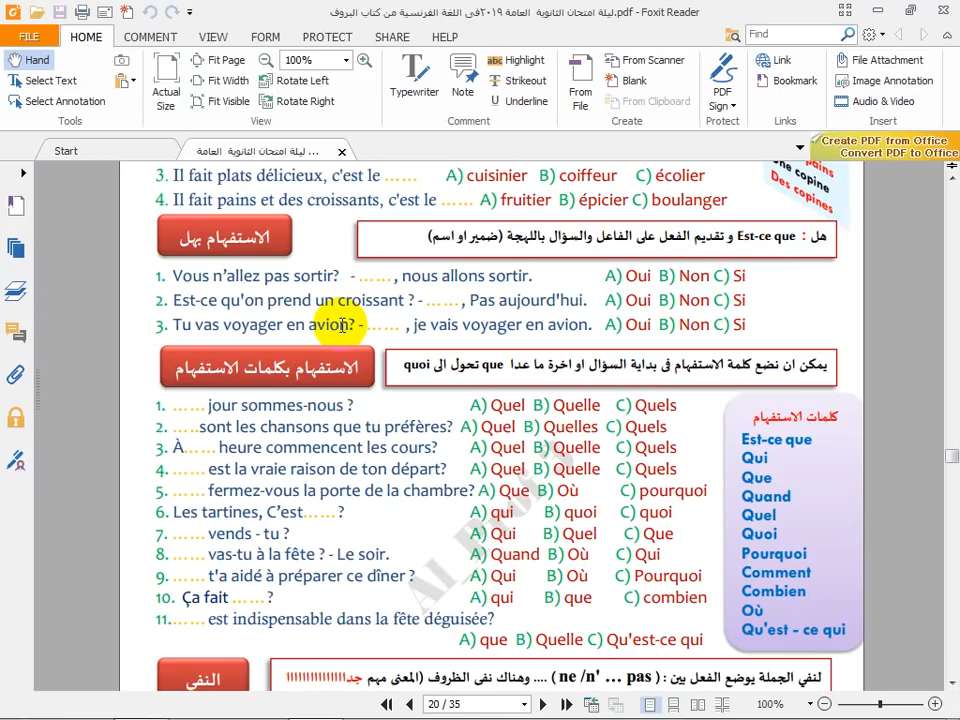 ليلة امتحان الثانوية العامة ٢٠١٩فى اللغة الفرنسية من كتاب البروف.pdf - Foxit Reader
FILE HOME COMMENT VIEW FORM PROTECT SHARE HELP
Find
Hand
Select Text
Select Annotation
Tools
Actual Size
Fit Page
Fit Width
Fit Visible
100%
Rotate Left
Rotate Right
View
Typewriter
Note
Highlight
Strikeout
Underline
Comment
From File
From Scanner
Blank
From Clipboard
Create
PDF Sign
Protect
Link
Bookmark
Links
File Attachment
Image Annotation
Audio & Video
Insert
Start
ليلة امتحان الثانوية العامة ...
Create PDF from Office
Convert PDF to Office
pains
Une copine
Des copines
3. Il fait plats délicieux, c'est le …… A) cuisinier B) coiffeur C) écolier
4. Il fait pains et des croissants, c'est le …… A) fruitier B) épicier C) boulanger
الاستفهام بهل
هل : Est-ce que و تقديم الفعل على الفاعل والسؤال باللهجة (ضمير او اسم)
1. Vous n’allez pas sortir? - ……, nous allons sortir. A) Oui B) Non C) Si
2. Est-ce qu'on prend un croissant ? - ……, Pas aujourd'hui. A) Oui B) Non C) Si
3. Tu vas voyager en avion? - …… , je vais voyager en avion. A) Oui B) Non C) Si
الاستفهام بكلمات الاستفهام
يمكن ان نضع كلمة الاستفهام فى بداية السؤال او اخرة ما عدا que تحول الى quoi
1. …… jour sommes-nous ? A) Quel B) Quelle C) Quels
2. …..sont les chansons que tu préfères? A) Quel B) Quelles C) Quels
3. À…… heure commencent les cours? A) Quel B) Quelle C) Quels
4. …… est la vraie raison de ton départ? A) Quel B) Quelle C) Quels
5. …… fermez-vous la porte de la chambre? A) Que B) Où C) pourquoi
6. Les tartines, C’est…… ? A) qui B) quoi C) quoi
7. …… vends - tu ? A) Qui B) Quel C) Que
8. …… vas-tu à la fête ? - Le soir. A) Quand B) Où C) Qui
9. …… t'a aidé à préparer ce dîner ? A) Qui B) Où C) Pourquoi
10. Ça fait …… ? A) qui B) que C) combien
11. …… est indispensable dans la fête déguisée?
A) que B) Quelle C) Qu'est-ce qui
كلمات الاستفهام
Est-ce que
Qui
Que
Quand
Quel
Quoi
Pourquoi
Comment
Combien
Où
Qu'est - ce qui
النفي
لنفي الجملة يوضع الفعل بين : ( ne /n' … pas ) .... وهناك نفى الظروف (المعنى مهم جدااااااااااااااا
20 / 35
100%